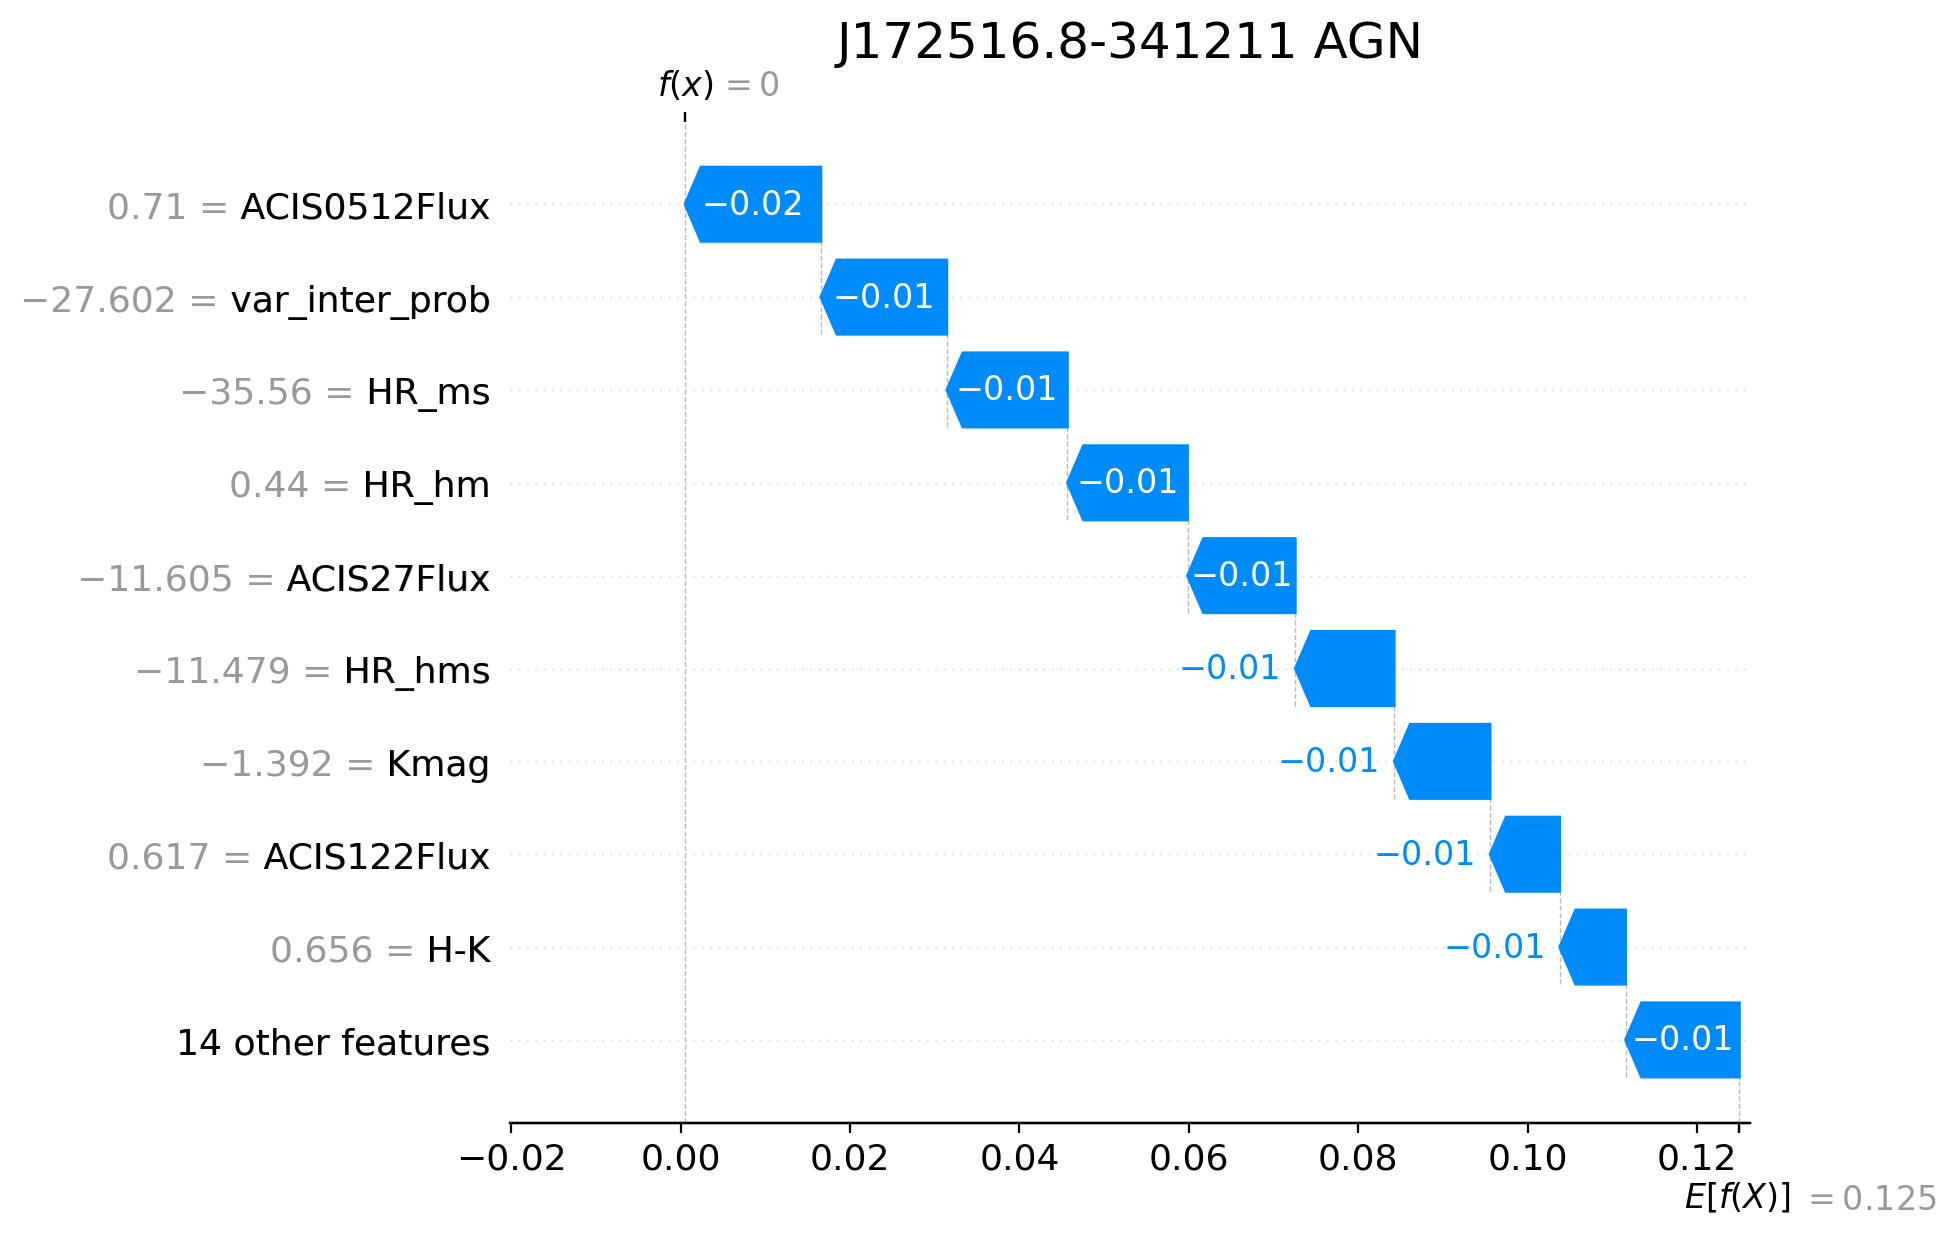 J172516.8-341211 AGN
f(x) = 0
0.71 = ACIS0512Flux −0.02
−27.602 = var_inter_prob −0.01
−35.56 = HR_ms −0.01
0.44 = HR_hm −0.01
−11.605 = ACIS27Flux −0.01
−11.479 = HR_hms −0.01
−1.392 = Kmag −0.01
0.617 = ACIS122Flux −0.01
0.656 = H-K −0.01
14 other features −0.01
−0.02 0.00 0.02 0.04 0.06 0.08 0.10 0.12
E[f(X)] = 0.125